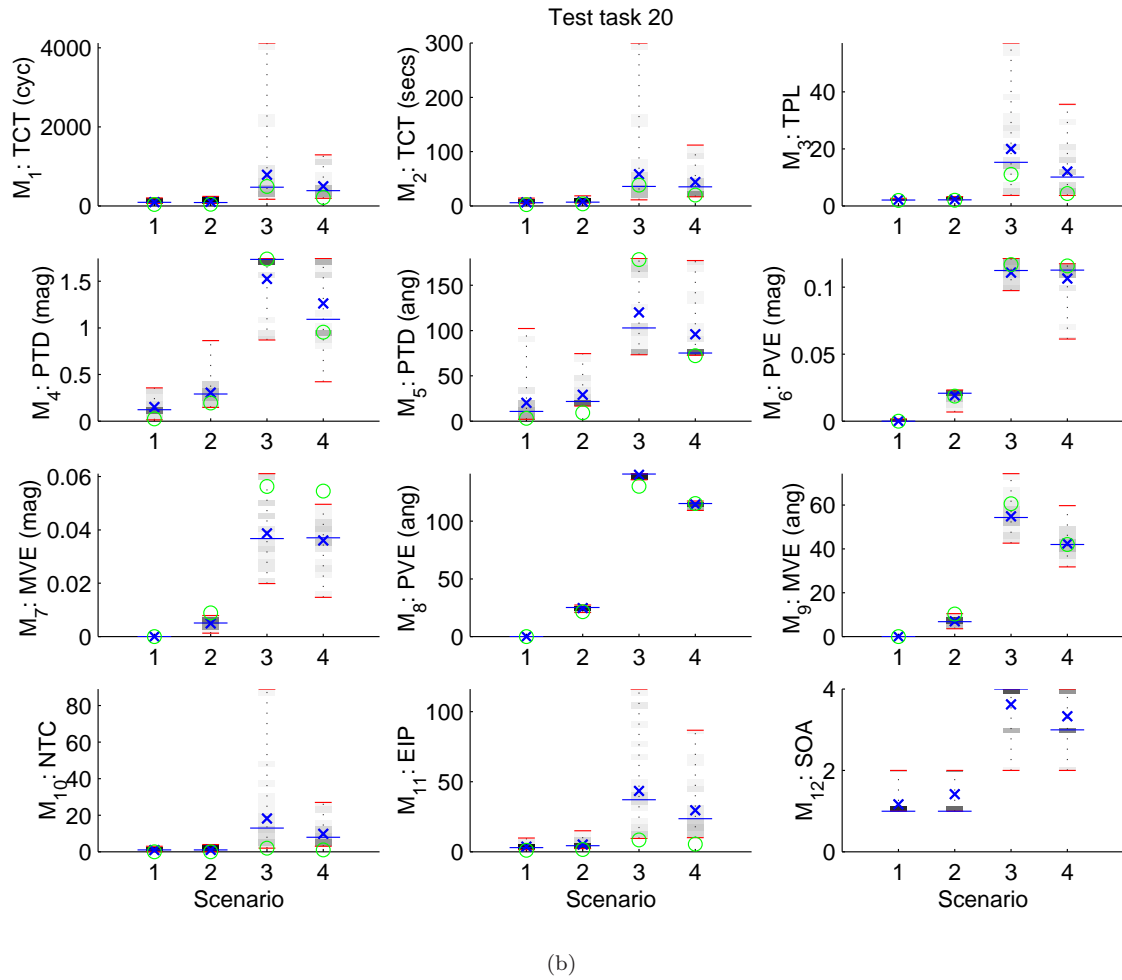 Test task 20
M1: TCT (cyc)
4000
2000
0
1 2 3 4
M2: TCT (secs)
300
200
100
0
1 2 3 4
M3: TPL
40
20
0
1 2 3 4
M4: PTD (mag)
1.5
1
0.5
0
1 2 3 4
M5: PTD (ang)
150
100
50
0
1 2 3 4
M6: PVE (mag)
0.1
0.05
0
1 2 3 4
M7: MVE (mag)
0.06
0.04
0.02
0
1 2 3 4
M8: PVE (ang)
100
50
0
1 2 3 4
M9: MVE (ang)
60
40
20
0
1 2 3 4
M10: NTC
80
60
40
20
0
1 2 3 4
Scenario
M11: EIP
100
50
0
1 2 3 4
Scenario
M12: SOA
4
2
0
1 2 3 4
Scenario
(b)